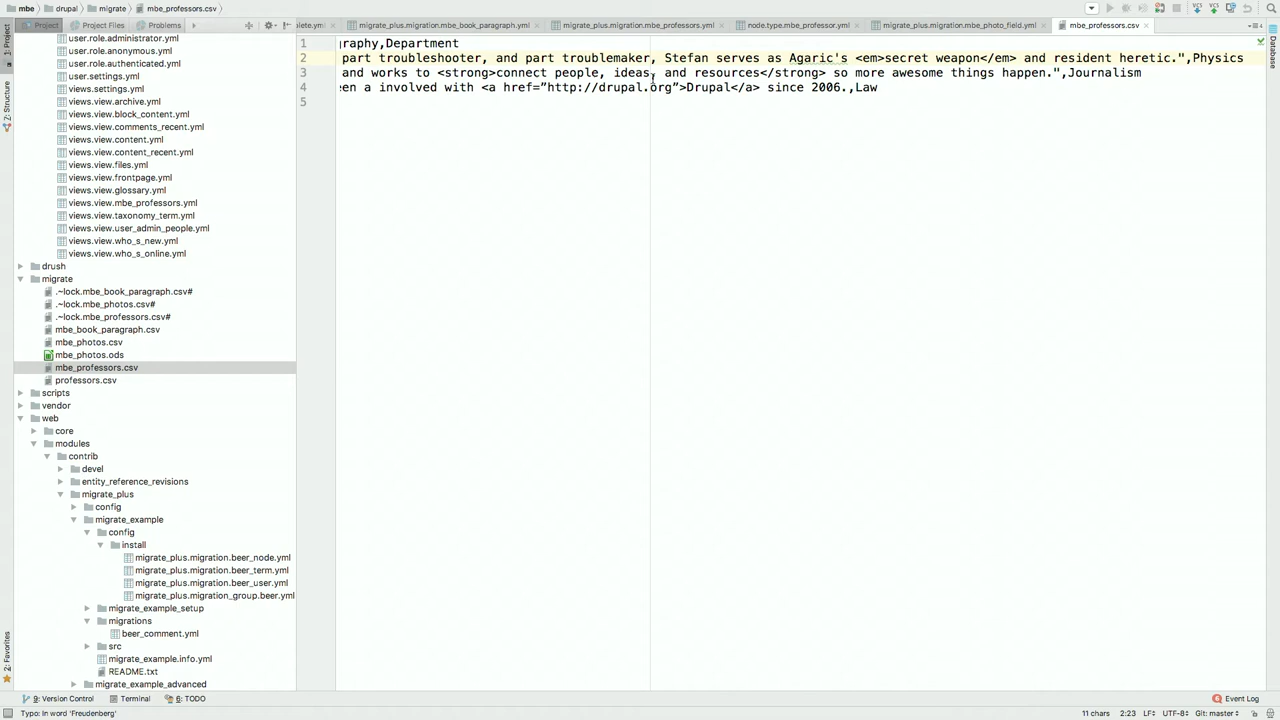 mbe
drupal
migrate
mbe_professors.csv
Project
Project Files
Problems
plete.yml
migrate_plus.migration.mbe_book_paragraph.yml
migrate_plus.migration.mbe_professors.yml
node.type.mbe_professor.yml
migrate_plus.migration.mbe_photo_field.yml
mbe_professors.csv
1: Project
7: Structure
2: Favorites
Database
user.role.administrator.yml
user.role.anonymous.yml
user.role.authenticated.yml
user.settings.yml
views.settings.yml
views.view.archive.yml
views.view.block_content.yml
views.view.comments_recent.yml
views.view.content.yml
views.view.content_recent.yml
views.view.files.yml
views.view.frontpage.yml
views.view.glossary.yml
views.view.mbe_professors.yml
views.view.taxonomy_term.yml
views.view.user_admin_people.yml
views.view.who_s_new.yml
views.view.who_s_online.yml
drush
migrate
.~lock.mbe_book_paragraph.csv#
.~lock.mbe_photos.csv#
.~lock.mbe_professors.csv#
mbe_book_paragraph.csv
mbe_photos.csv
mbe_photos.ods
mbe_professors.csv
professors.csv
scripts
vendor
web
core
modules
contrib
devel
entity_reference_revisions
migrate_plus
config
migrate_example
config
install
migrate_plus.migration.beer_node.yml
migrate_plus.migration.beer_term.yml
migrate_plus.migration.beer_user.yml
migrate_plus.migration_group.beer.yml
migrate_example_setup
migrations
beer_comment.yml
src
migrate_example.info.yml
README.txt
migrate_example_advanced
1 graphy,Department
2 part troubleshooter, and part troublemaker, Stefan serves as Agaric's <em>secret weapon</em> and resident heretic.",Physics
3 and works to <strong>connect people, ideas, and resources</strong> so more awesome things happen.",Journalism
4 een a involved with <a href=”http://drupal.org”>Drupal</a> since 2006.,Law
5
9: Version Control
Terminal
6: TODO
Event Log
Typo: In word 'Freudenberg'
11 chars
2:23
LF÷
UTF-8÷
Git: master÷